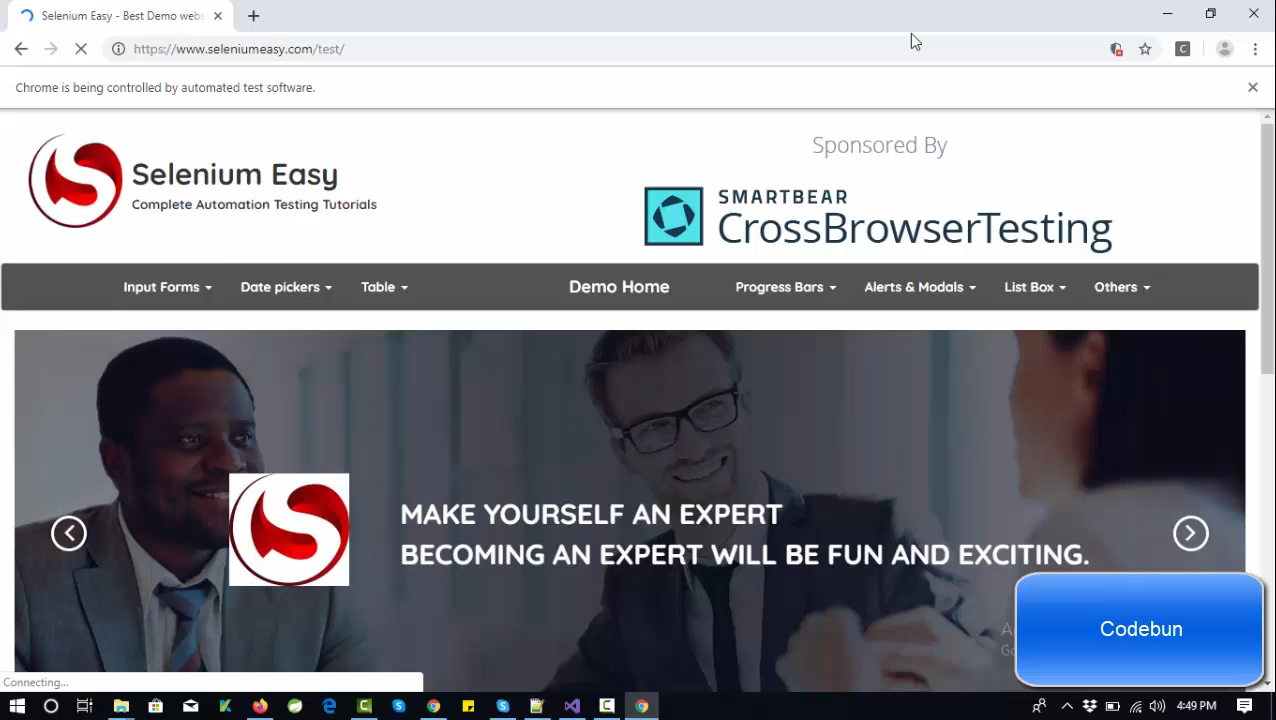 Selenium Easy - Best Demo webs
https://www.seleniumeasy.com/test/
C
Chrome is being controlled by automated test software.
Selenium Easy
Complete Automation Testing Tutorials
Sponsored By
SMARTBEAR
CrossBrowserTesting
Input Forms
Date pickers
Table
Demo Home
Progress Bars
Alerts & Modals
List Box
Others
MAKE YOURSELF AN EXPERT
BECOMING AN EXPERT WILL BE FUN AND EXCITING.
Codebun
Connecting...
4:49 PM